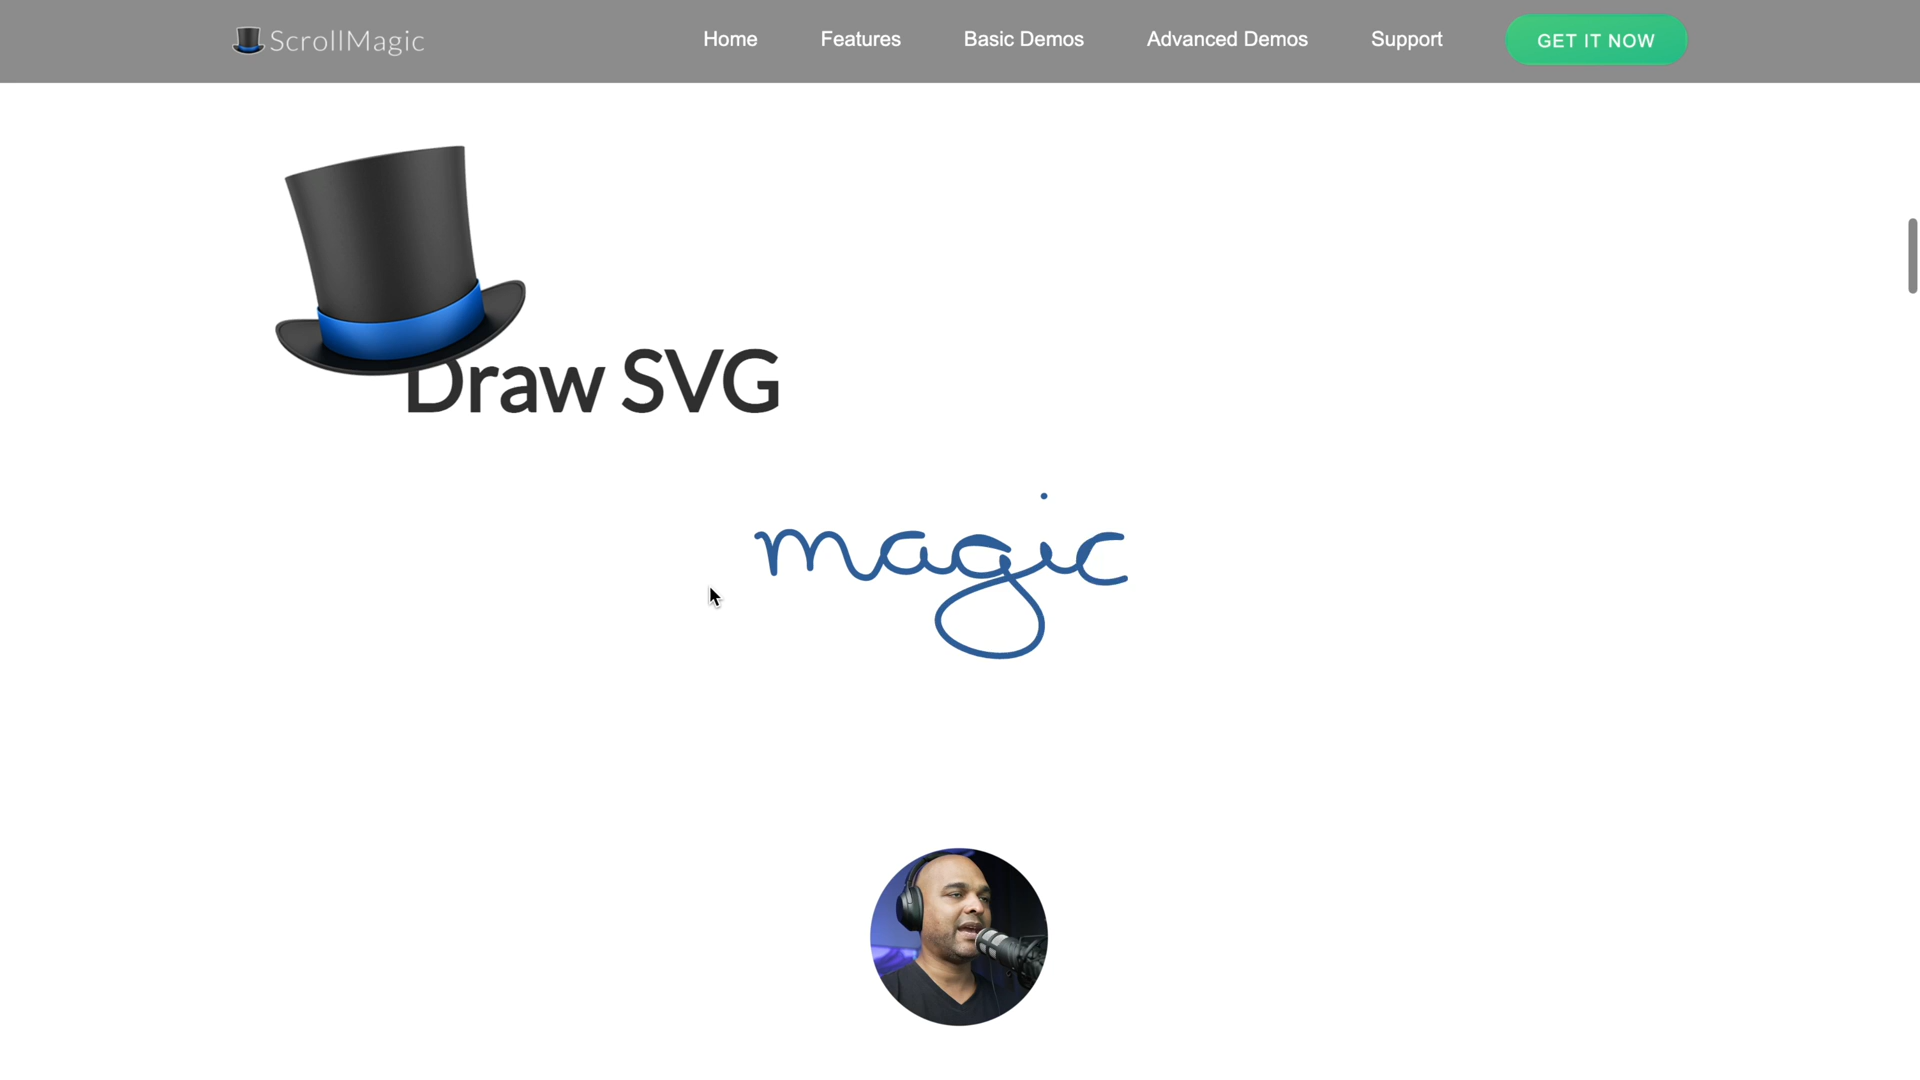 ScrollMagic Home Features Basic Demos Advanced Demos Support GET IT NOW
Draw SVG
magic